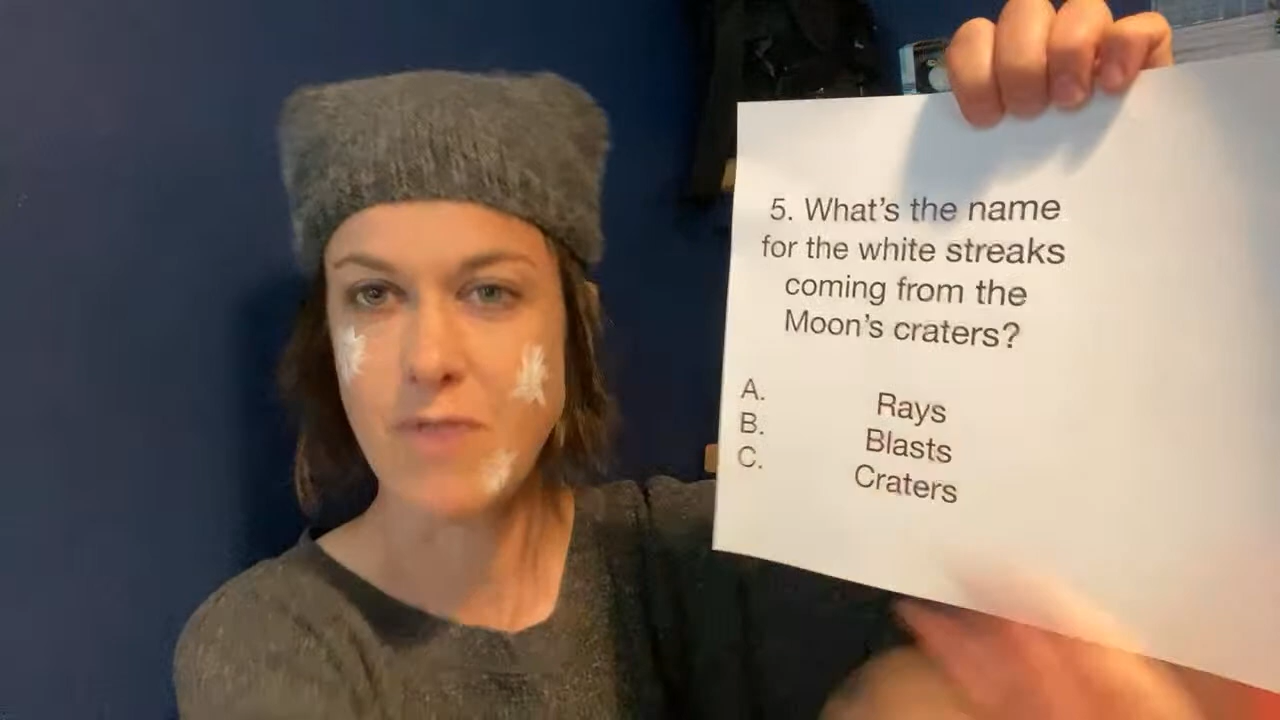 5. What's the name
for the white streaks
coming from the
Moon's craters?
A. Rays
B. Blasts
C. Craters